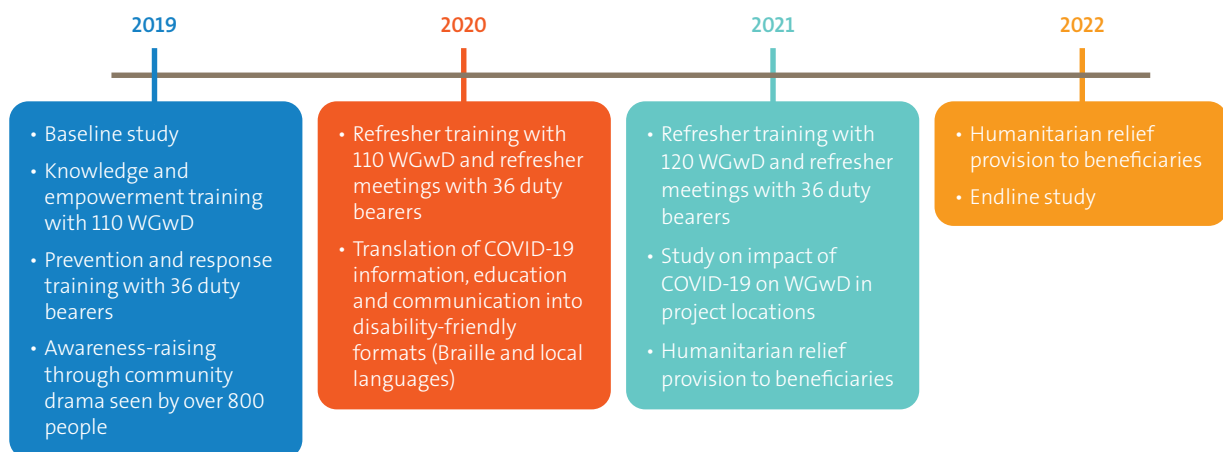 2019
• Baseline study
• Knowledge and
empowerment training
with 110 WGwD
• Prevention and response
training with 36 duty
bearers
• Awareness-raising
through community
drama seen by over 800
people
2020
• Refresher training with
110 WGwD and refresher
meetings with 36 duty
bearers
• Translation of COVID-19
information, education
and communication into
disability-friendly
formats (Braille and local
languages)
2021
• Refresher training with
120 WGwD and refresher
meetings with 36 duty
bearers
• Study on impact of
COVID-19 on WGwD in
project locations
• Humanitarian relief
provision to beneficiaries
2022
• Humanitarian relief
provision to beneficiaries
• Endline study